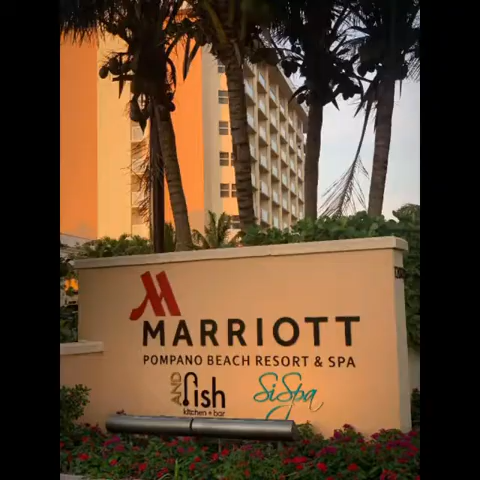 MARRIOTT
POMPANO BEACH RESORT & SPA
AND
fish
kitchen + bar
SiSpa